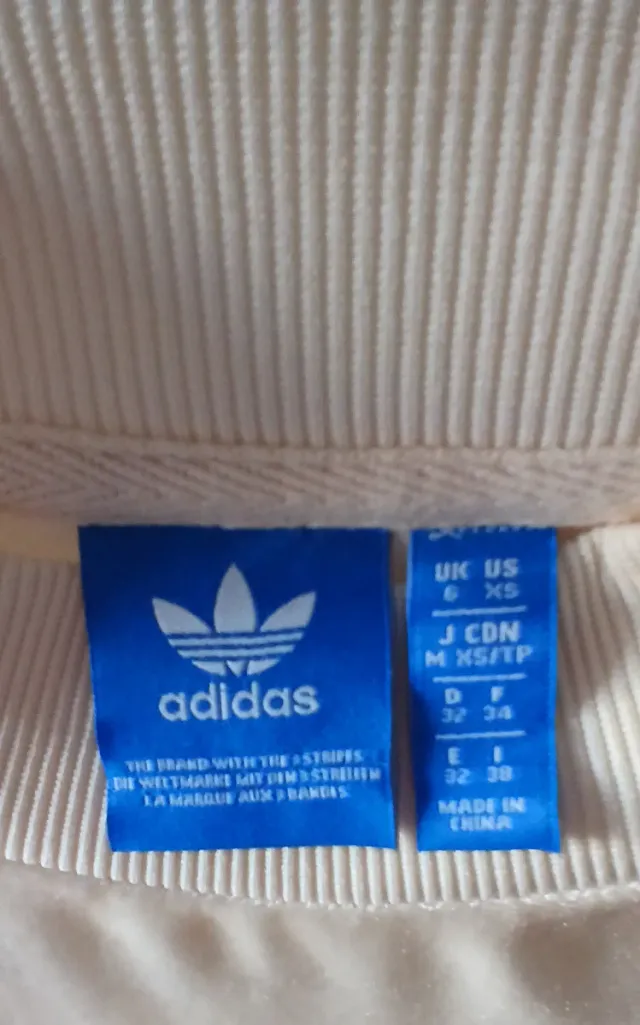 adidas
THE BRAND WITH THE 3 STRIPES
DIE WELTMARKE MIT DEN 3 STREIFEN
LA MARQUE AUX 3 BANDES
UK US
6 XS
J CDN
M XS/TP
D F
32 34
E I
32 38
MADE IN
CHINA